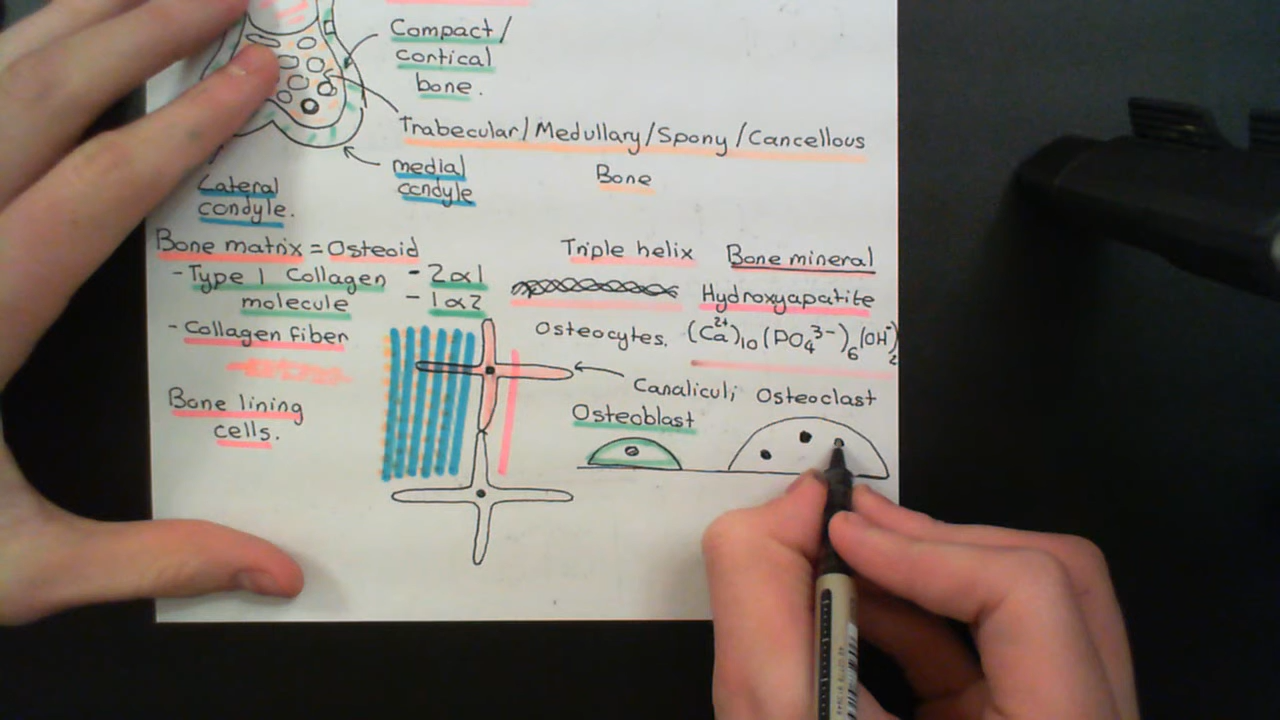 Compact/
cortical
bone.
Trabecular/Medullary/Spony/Cancellous
Bone
medial
condyle
Lateral
condyle.
Bone matrix = Osteoid
- Type 1 Collagen
molecule
- 2α1
- 1α2
- Collagen fiber
Triple helix
Bone mineral
Hydroxyapatite
(Ca²⁺)₁₀(PO₄³⁻)₆(OH⁻)₂
Osteocytes.
Canaliculi
Bone lining
cells.
Osteoblast
Osteoclast